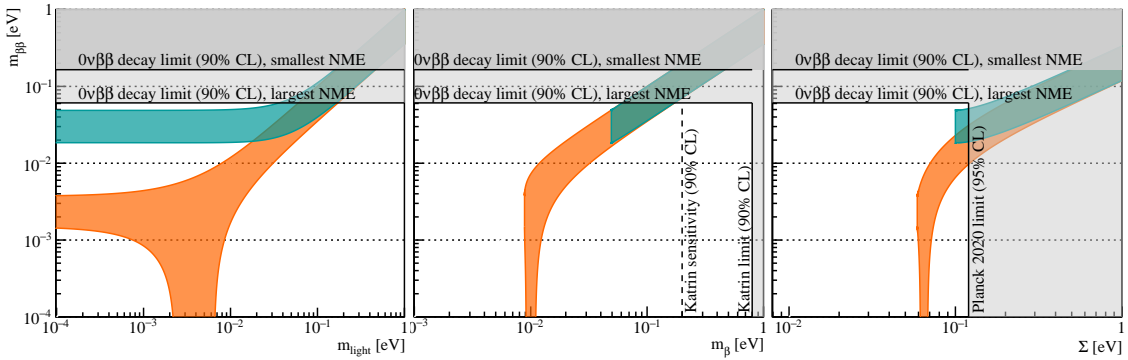 m_ββ [eV]
1
10⁻¹
10⁻²
10⁻³
10⁻⁴
0νββ decay limit (90% CL), smallest NME
0νββ decay limit (90% CL), largest NME
10⁻⁴ 10⁻³ 10⁻² 10⁻¹ 1
m_light [eV]
0νββ decay limit (90% CL), smallest NME
0νββ decay limit (90% CL), largest NME
Katrin sensitivity (90% CL)
Katrin limit (90% CL)
10⁻³ 10⁻² 10⁻¹ 1
m_β [eV]
0νββ decay limit (90% CL), smallest NME
0νββ decay limit (90% CL), largest NME
Planck 2020 limit (95% CL)
10⁻² 10⁻¹ 1
Σ [eV]